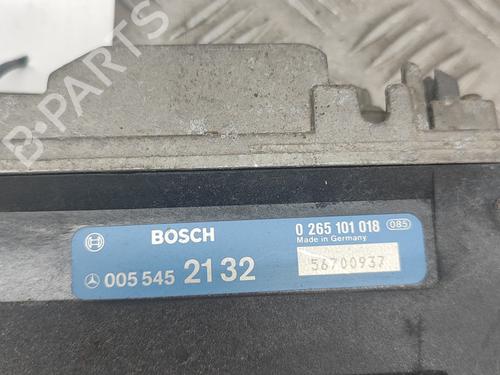 B-PARTS
BOSCH
0 265 101 018 085
Made in Germany
005 545 21 32
56700937